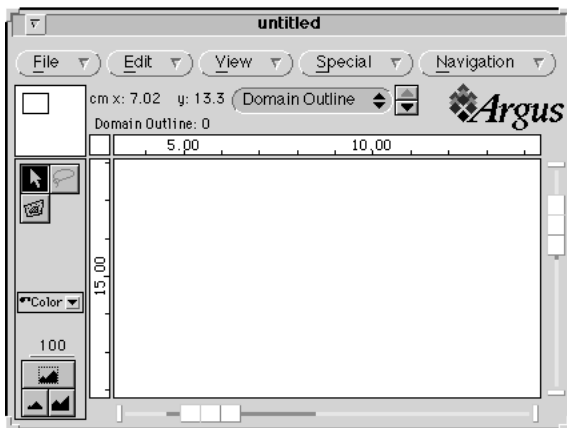 untitled
File Edit View Special Navigation
cm x: 7.02 y: 13.3 Domain Outline Argus
Domain Outline: 0
5.00 10.00
15.00
Color
100